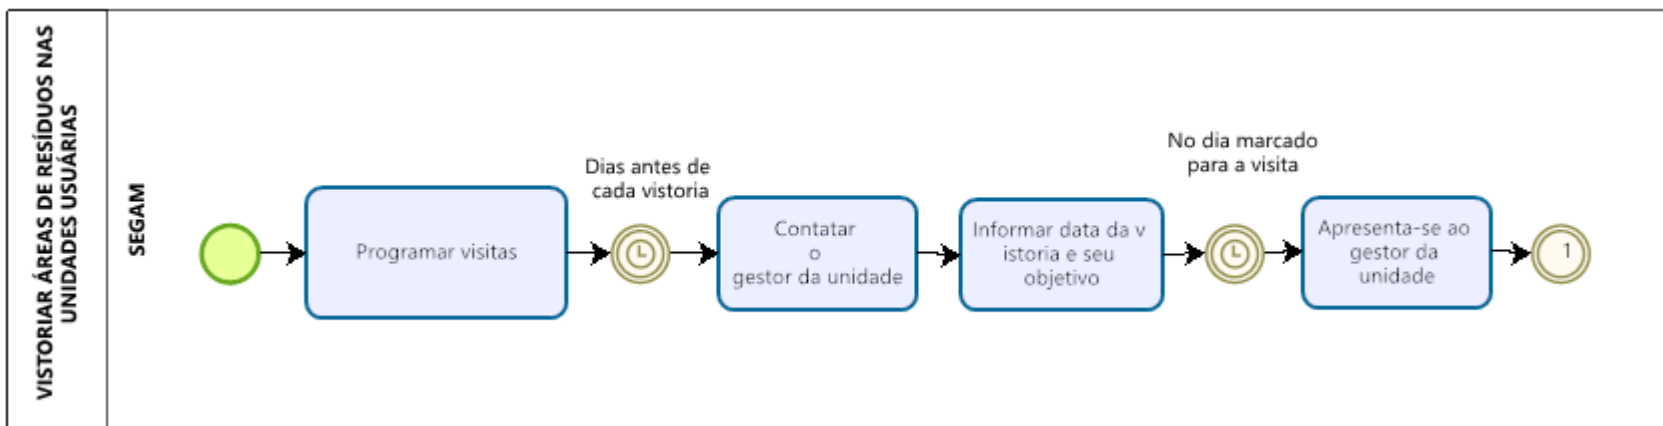 VISTORIAR ÁREAS DE RESÍDUOS NAS
UNIDADES USUÁRIAS
SEGAM
Programar visitas
Dias antes de
cada vistoria
Contatar
o
gestor da unidade
Informar data da v
istoria e seu
objetivo
No dia marcado
para a visita
Apresenta-se ao
gestor da
unidade
1